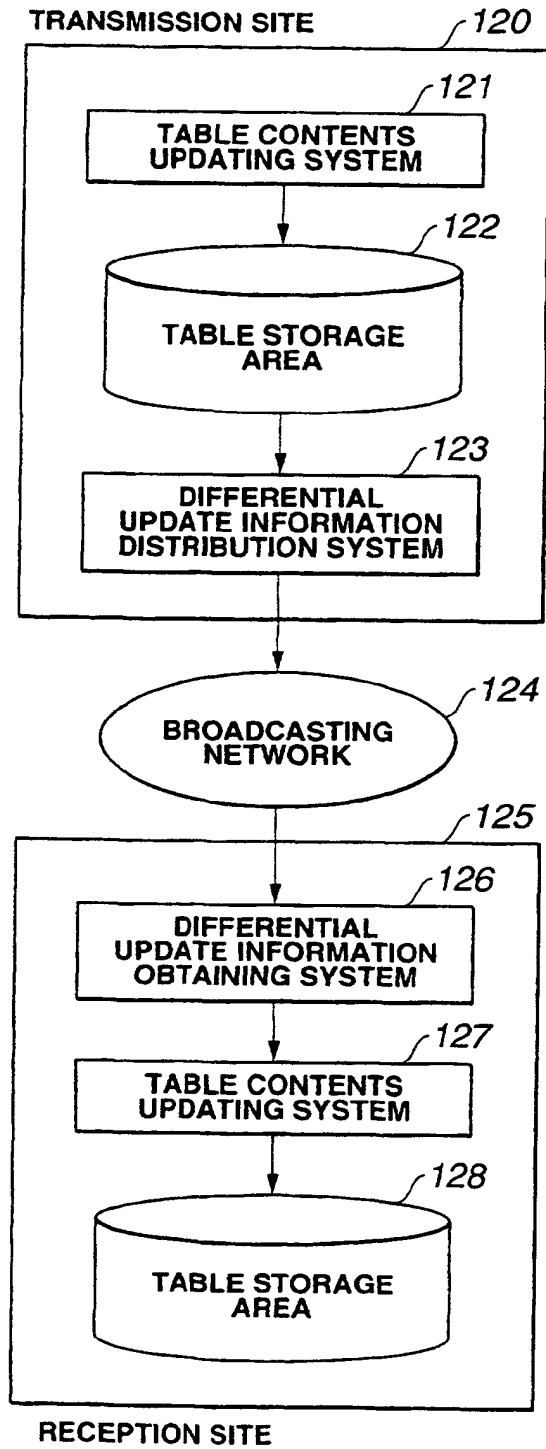 TRANSMISSION SITE
120
121
TABLE CONTENTS
UPDATING SYSTEM
122
TABLE STORAGE
AREA
123
DIFFERENTIAL
UPDATE INFORMATION
DISTRIBUTION SYSTEM
124
BROADCASTING
NETWORK
125
126
DIFFERENTIAL
UPDATE INFORMATION
OBTAINING SYSTEM
127
TABLE CONTENTS
UPDATING SYSTEM
128
TABLE STORAGE
AREA
RECEPTION SITE